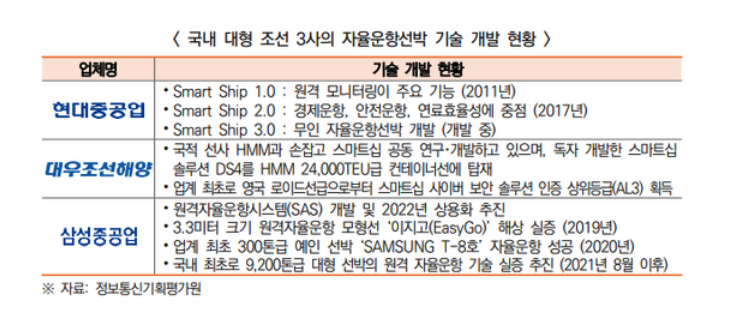 < 국내 대형 조선 3사의 자율운항선박 기술 개발 현황 >
업체명 기술 개발 현황
현대중공업
• Smart Ship 1.0 : 원격 모니터링이 주요 기능 (2011년)
• Smart Ship 2.0 : 경제운항, 안전운항, 연료효율성에 중점 (2017년)
• Smart Ship 3.0 : 무인 자율운항선박 개발 (개발 중)
대우조선해양
• 국적 선사 HMM과 손잡고 스마트십 공동 연구·개발하고 있으며, 독자 개발한 스마트십
솔루션 DS4를 HMM 24,000TEU급 컨테이너선에 탑재
• 업계 최초로 영국 로이드선급으로부터 스마트십 사이버 보안 솔루션 인증 상위등급(AL3) 획득
삼성중공업
• 원격자율운항시스템(SAS) 개발 및 2022년 상용화 추진
• 3.3미터 크기 원격자율운항 모형선 ‘이지고(EasyGo)’ 해상 실증 (2019년)
• 업계 최초 300톤급 예인 선박 ‘SAMSUNG T-8호’ 자율운항 성공 (2020년)
• 국내 최초로 9,200톤급 대형 선박의 원격 자율운항 기술 실증 추진 (2021년 8월 이후)
※ 자료: 정보통신기획평가원